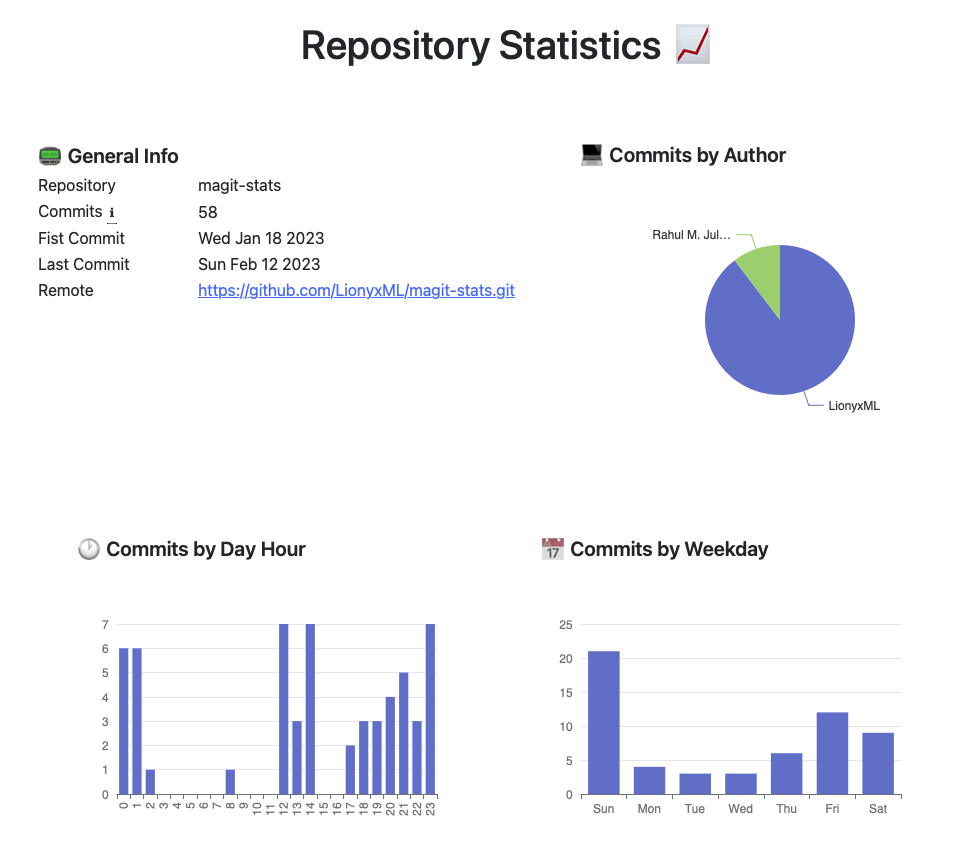 Repository Statistics 📈
📟 General Info
Repository magit-stats
Commits ℹ 58
Fist Commit Wed Jan 18 2023
Last Commit Sun Feb 12 2023
Remote https://github.com/LionyxML/magit-stats.git
💻 Commits by Author
Rahul M. Jul...
LionyxML
🕐 Commits by Day Hour
7
6
5
4
3
2
1
0
0 1 2 3 4 5 6 7 8 9 10 11 12 13 14 15 16 17 18 19 20 21 22 23
📅 Commits by Weekday
25
20
15
10
5
0
Sun Mon Tue Wed Thu Fri Sat